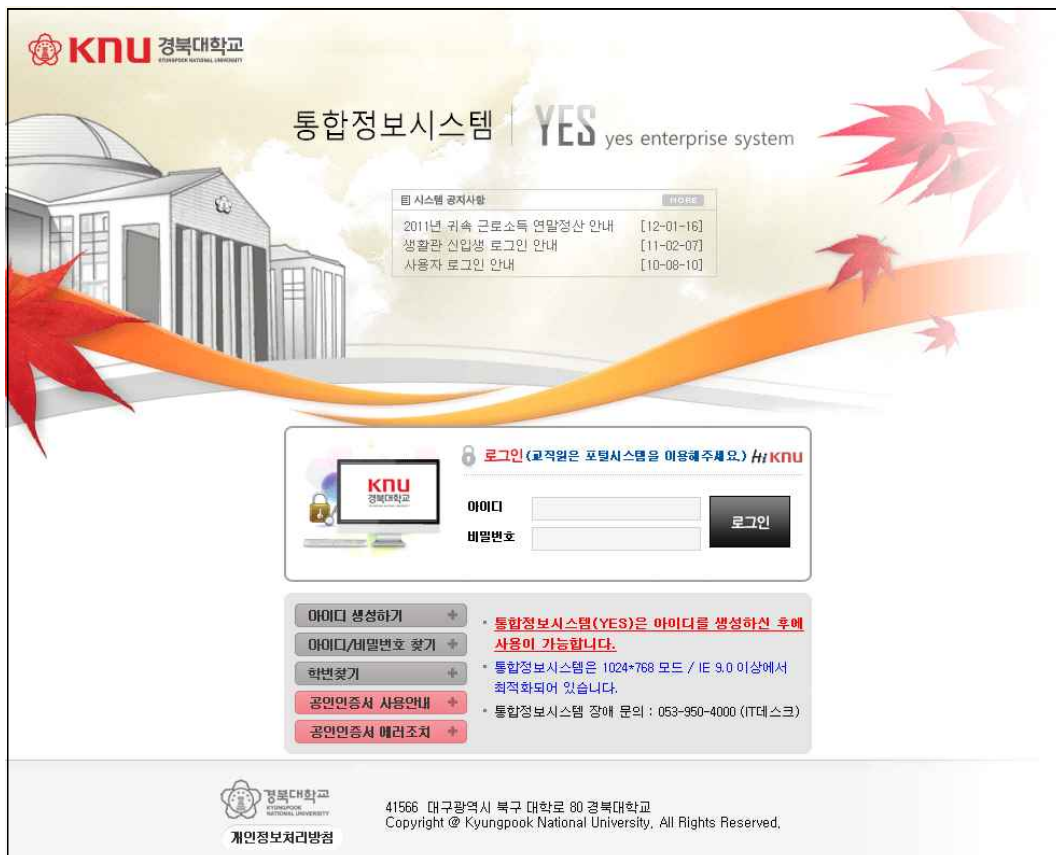 KNU 경북대학교
KYUNGPOOK NATIONAL UNIVERSITY
통합정보시스템 YES yes enterprise system
시스템 공지사항 MORE
2011년 귀속 근로소득 연말정산 안내 [12-01-16]
생활관 신입생 로그인 안내 [11-02-07]
사용자 로그인 안내 [10-08-10]
로그인 (교직원은 포털시스템을 이용해주세요.) Hi KNU
KNU
경북대학교
아이디
비밀번호
로그인
아이디 생성하기
아이디/비밀번호 찾기
학번찾기
공인인증서 사용안내
공인인증서 에러조치
통합정보시스템(YES)은 아이디를 생성하신 후에
사용이 가능합니다.
통합정보시스템은 1024*768 모드 / IE 9.0 이상에서
최적화되어 있습니다.
통합정보시스템 장애 문의 : 053-950-4000 (IT데스크)
경북대학교
KYUNGPOOK
NATIONAL UNIVERSITY
개인정보처리방침
41566 대구광역시 북구 대학로 80 경북대학교
Copyright @ Kyungpook National University, All Rights Reserved,